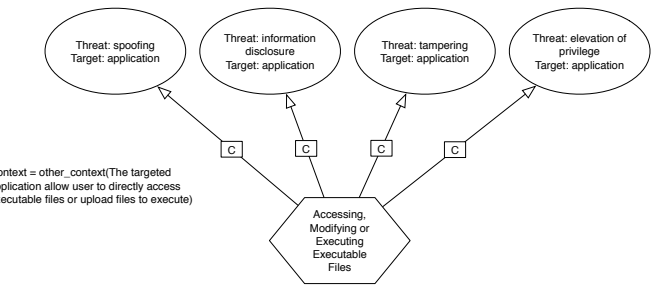 Threat: spoofing
Target: application
Threat: information
disclosure
Target: application
Threat: tampering
Target: application
Threat: elevation of
privilege
Target: application
C
C
C
C
ontext = other_context(The targeted
plication allow user to directly access
ecutable files or upload files to execute)
Accessing,
Modifying or
Executing
Executable
Files